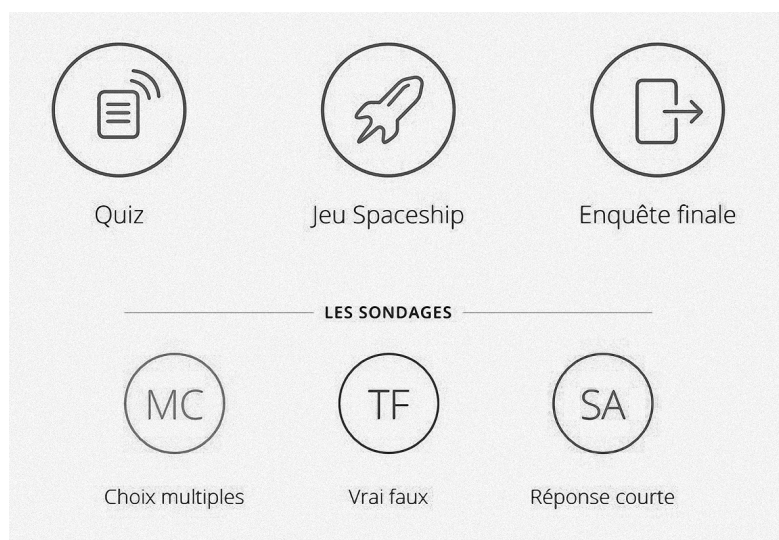 Quiz
Jeu Spaceship
Enquête finale
LES SONDAGES
MC
TF
SA
Choix multiples
Vrai faux
Réponse courte